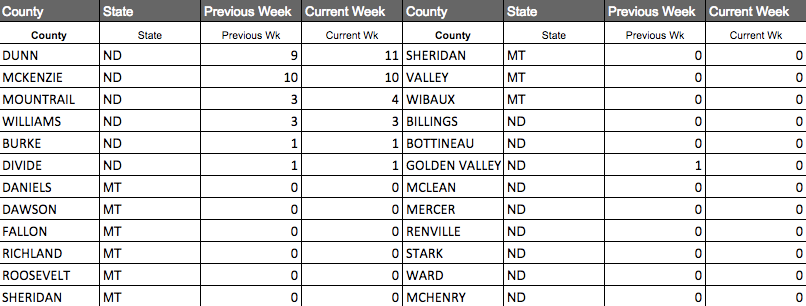 County State Previous Week Current Week County State Previous Week Current Week
County State Previous Wk Current Wk County State Previous Wk Current Wk
DUNN ND 9 11 SHERIDAN MT 0 0
MCKENZIE ND 10 10 VALLEY MT 0 0
MOUNTRAIL ND 3 4 WIBAUX MT 0 0
WILLIAMS ND 3 3 BILLINGS ND 0 0
BURKE ND 1 1 BOTTINEAU ND 0 0
DIVIDE ND 1 1 GOLDEN VALLEY ND 1 0
DANIELS MT 0 0 MCLEAN ND 0 0
DAWSON MT 0 0 MERCER ND 0 0
FALLON MT 0 0 RENVILLE ND 0 0
RICHLAND MT 0 0 STARK ND 0 0
ROOSEVELT MT 0 0 WARD ND 0 0
SHERIDAN MT 0 0 MCHENRY ND 0 0